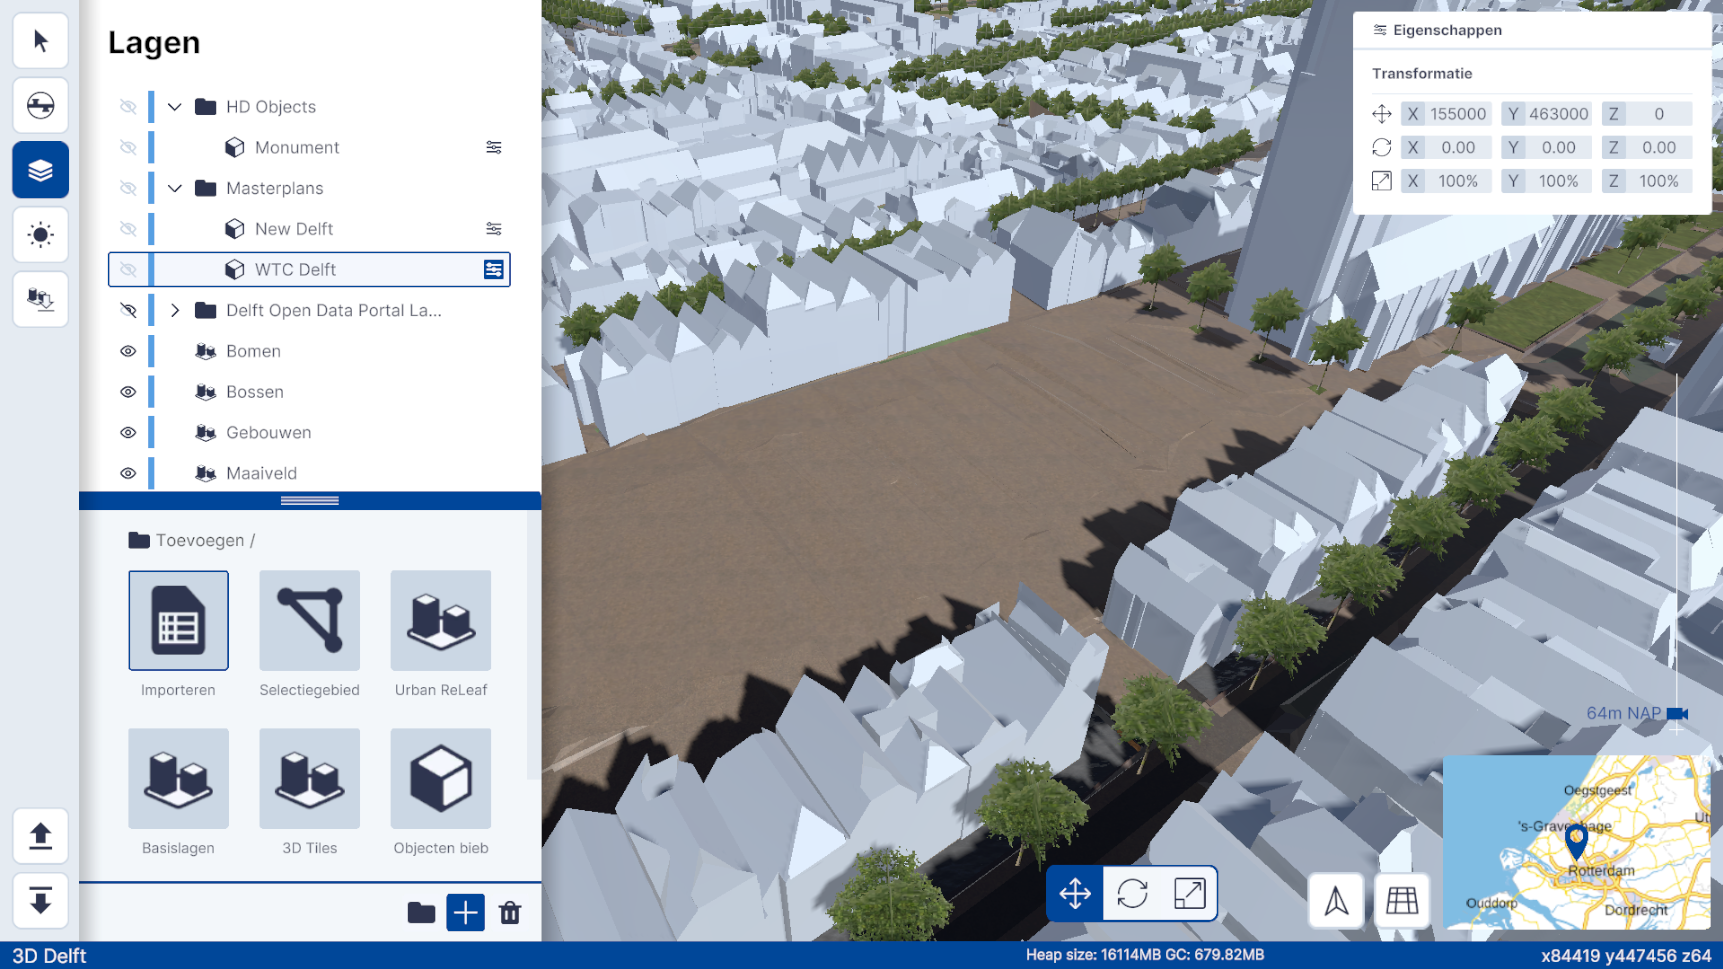 Lagen
HD Objects
Monument
Masterplans
New Delft
WTC Delft
Delft Open Data Portal La...
Bomen
Bossen
Gebouwen
Maaiveld
Toevoegen /
Importeren
Selectiegebied
Urban ReLeaf
Basislagen
3D Tiles
Objecten bieb
Eigenschappen
Transformatie
X 155000 Y 463000 Z 0
X 0.00 Y 0.00 Z 0.00
X 100% Y 100% Z 100%
64m NAP
Oegstgeest
's-Gravenhage
Ut
Rotterdam
Ouddorp
Dordrecht
3D Delft
Heap size: 16114MB GC: 679.82MB
x84419 y447456 z64